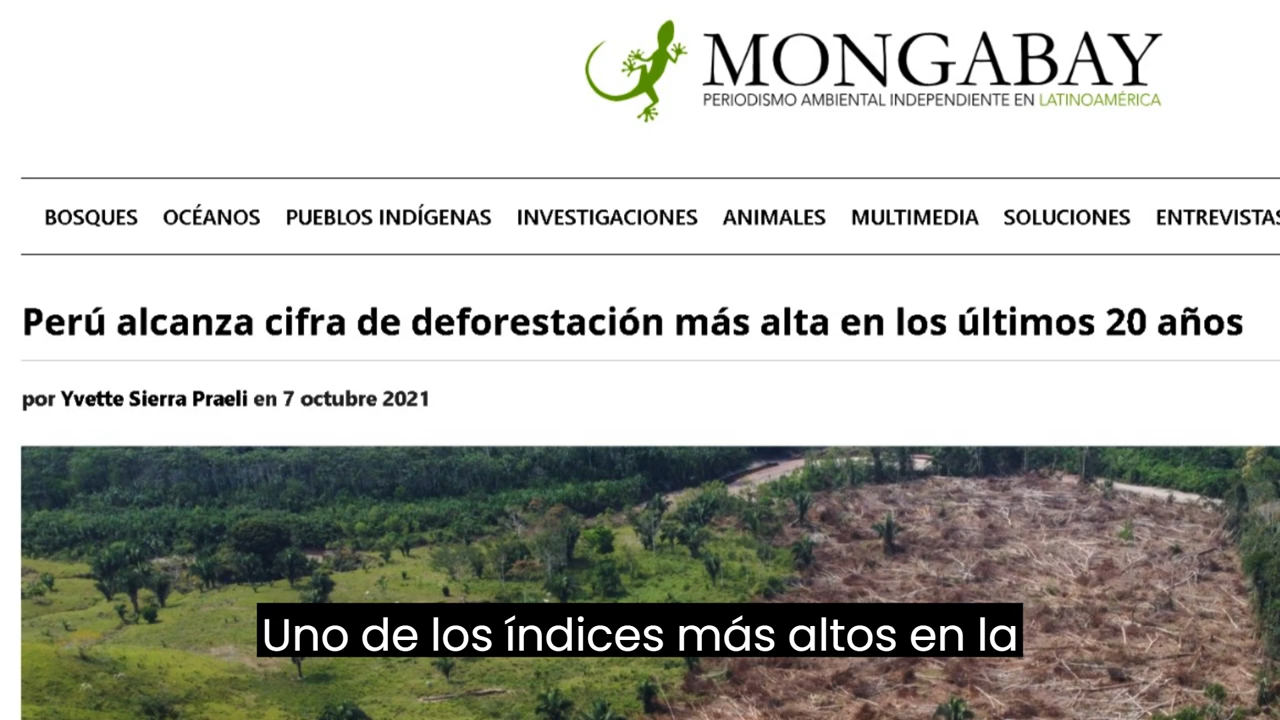 MONGABAY
PERIODISMO AMBIENTAL INDEPENDIENTE EN LATINOAMÉRICA
BOSQUES OCÉANOS PUEBLOS INDÍGENAS INVESTIGACIONES ANIMALES MULTIMEDIA SOLUCIONES ENTREVISTAS
Perú alcanza cifra de deforestación más alta en los últimos 20 años
por Yvette Sierra Praeli en 7 octubre 2021
Uno de los índices más altos en la